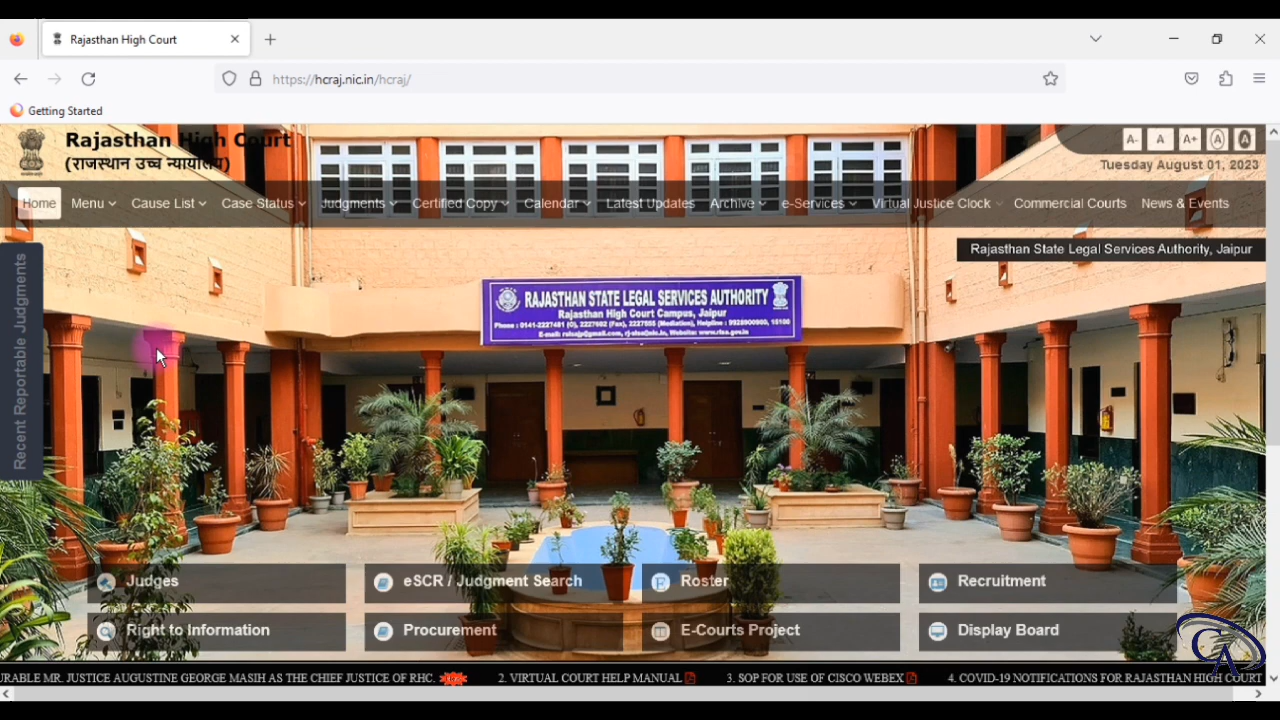 Rajasthan High Court
https://hcraj.nic.in/hcraj/
Getting Started
Rajasthan High Court
(राजस्थान उच्च न्यायालय)
A- A A+ A A
Tuesday August 01, 2023
Home Menu Cause List Case Status Judgments Certified Copy Calendar Latest Updates Archive e-Services Virtual Justice Clock Commercial Courts News & Events
Rajasthan State Legal Services Authority, Jaipur
Recent Reportable Judgments
RAJASTHAN STATE LEGAL SERVICES AUTHORITY
Rajasthan High Court Campus, Jaipur
Judges eSCR / Judgment Search Roster Recruitment
Right to Information Procurement E-Courts Project Display Board
URABLE MR. JUSTICE AUGUSTINE GEORGE MASIH AS THE CHIEF JUSTICE OF RHC. 2. VIRTUAL COURT HELP MANUAL 3. SOP FOR USE OF CISCO WEBEX 4. COVID-19 NOTIFICATIONS FOR RAJASTHAN HIGH COURT